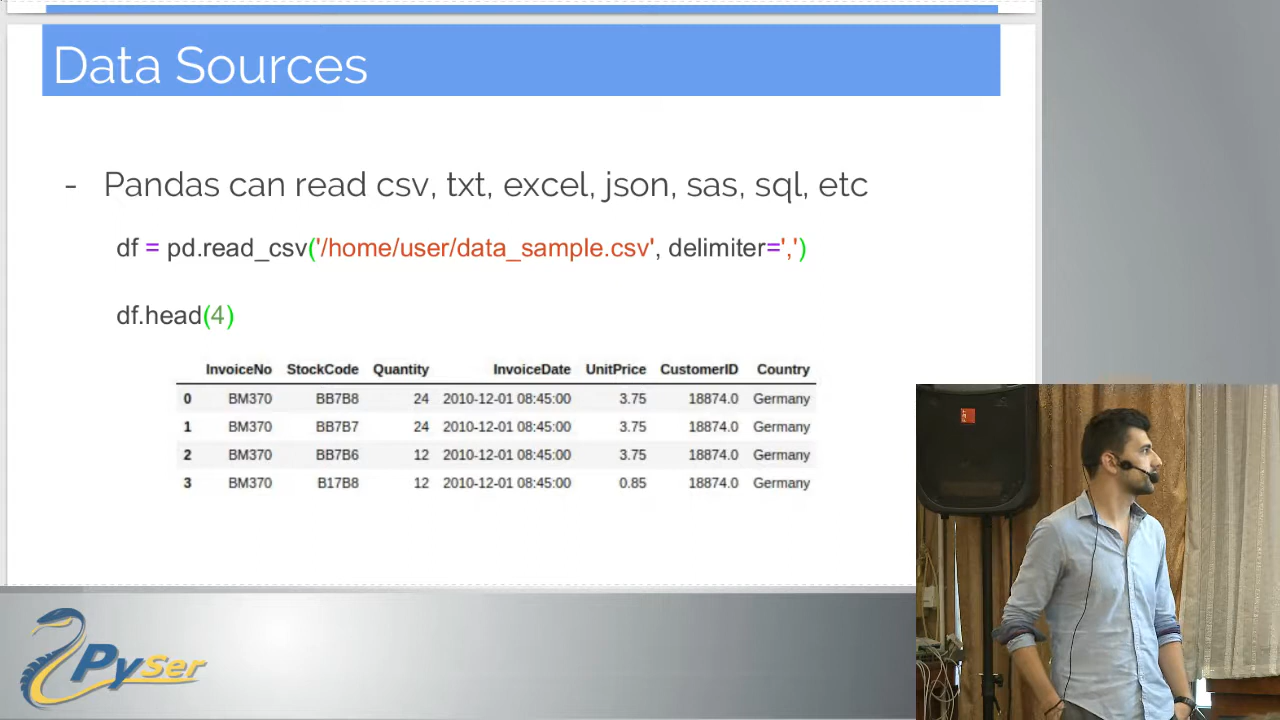 Data Sources
- Pandas can read csv, txt, excel, json, sas, sql, etc
df = pd.read_csv('/home/user/data_sample.csv', delimiter=',')
df.head(4)
InvoiceNo StockCode Quantity InvoiceDate UnitPrice CustomerID Country
0 BM370 BB7B8 24 2010-12-01 08:45:00 3.75 18874.0 Germany
1 BM370 BB7B7 24 2010-12-01 08:45:00 3.75 18874.0 Germany
2 BM370 BB7B6 12 2010-12-01 08:45:00 3.75 18874.0 Germany
3 BM370 B17B8 12 2010-12-01 08:45:00 0.85 18874.0 Germany
PySer